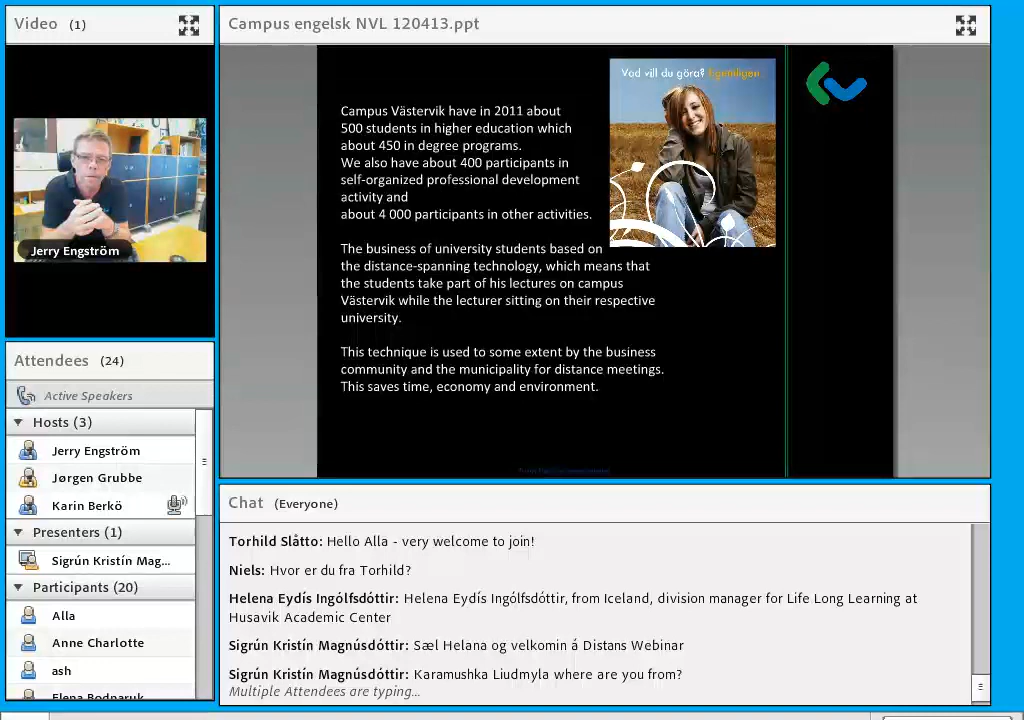 Video (1)
Jerry Engström
Attendees (24)
Active Speakers
Hosts (3)
Jerry Engström
Jørgen Grubbe
Karin Berkö
Presenters (1)
Sigrún Kristín Mag...
Participants (20)
Alla
Anne Charlotte
ash
Elena Bodnaruk
Campus engelsk NVL 120413.ppt
Vad vill du göra? Egentligen
Campus Västervik have in 2011 about
500 students in higher education which
about 450 in degree programs.
We also have about 400 participants in
self-organized professional development
activity and
about 4 000 participants in other activities.
The business of university students based on
the distance-spanning technology, which means that
the students take part of his lectures on campus
Västervik while the lecturer sitting on their respective
university.
This technique is used to some extent by the business
community and the municipality for distance meetings.
This saves time, economy and environment.
Chat (Everyone)
Torhild Slåtto: Hello Alla - very welcome to join!
Niels: Hvor er du fra Torhild?
Helena Eydís Ingólfsdóttir: Helena Eydís Ingólfsdóttir, from Iceland, division manager for Life Long Learning at
Husavik Academic Center
Sigrún Kristín Magnúsdóttir: Sæl Helana og velkomin á Distans Webinar
Sigrún Kristín Magnúsdóttir: Karamushka Liudmyla where are you from?
Multiple Attendees are typing...